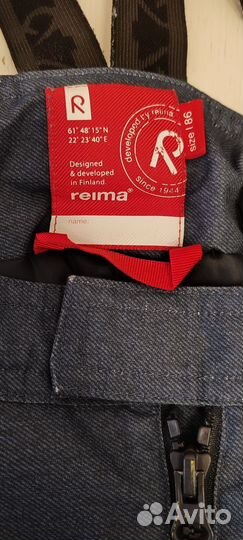 R
61° 48'15"N
22° 23'40"E
Designed
& developed
in Finland.
reima®
name:
developed by reima
R
Since 1944
size | 98
Avito